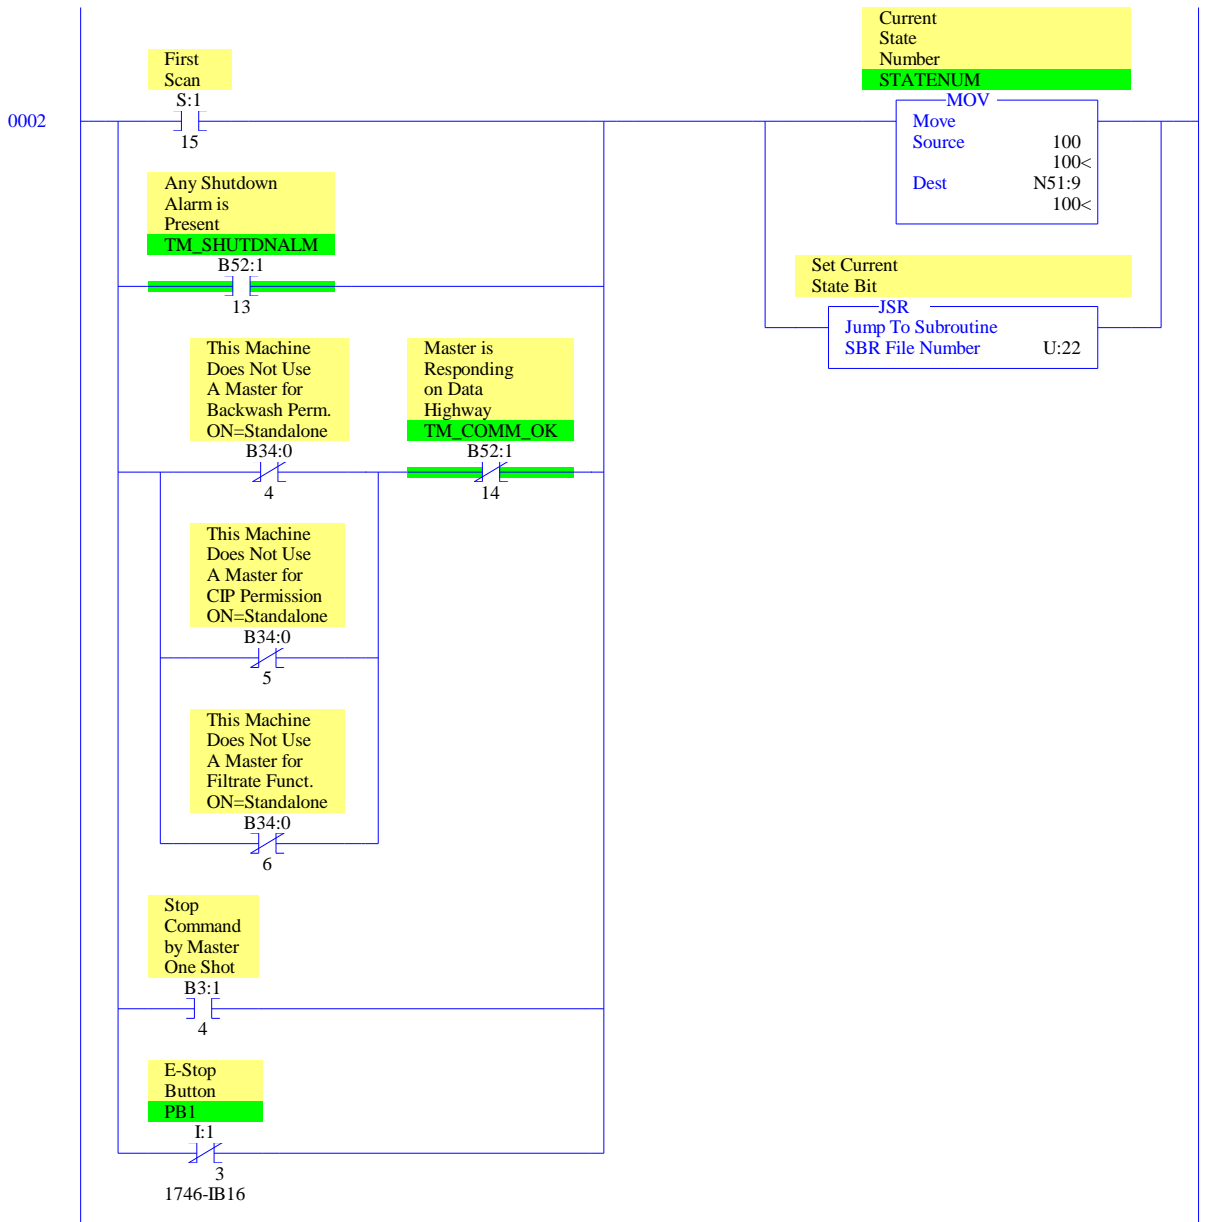 Current
State
Number
STATENUM
MOV
Move
Source 100
100<
Dest N51:9
100<
0002
First
Scan
S:1
15
Any Shutdown
Alarm is
Present
TM_SHUTDNALM
B52:1
13
Set Current
State Bit
JSR
Jump To Subroutine
SBR File Number U:22
This Machine
Does Not Use
A Master for
Backwash Perm.
ON=Standalone
B34:0
4
Master is
Responding
on Data
Highway
TM_COMM_OK
B52:1
14
This Machine
Does Not Use
A Master for
CIP Permission
ON=Standalone
B34:0
5
This Machine
Does Not Use
A Master for
Filtrate Funct.
ON=Standalone
B34:0
6
Stop
Command
by Master
One Shot
B3:1
4
E-Stop
Button
PB1
I:1
3
1746-IB16